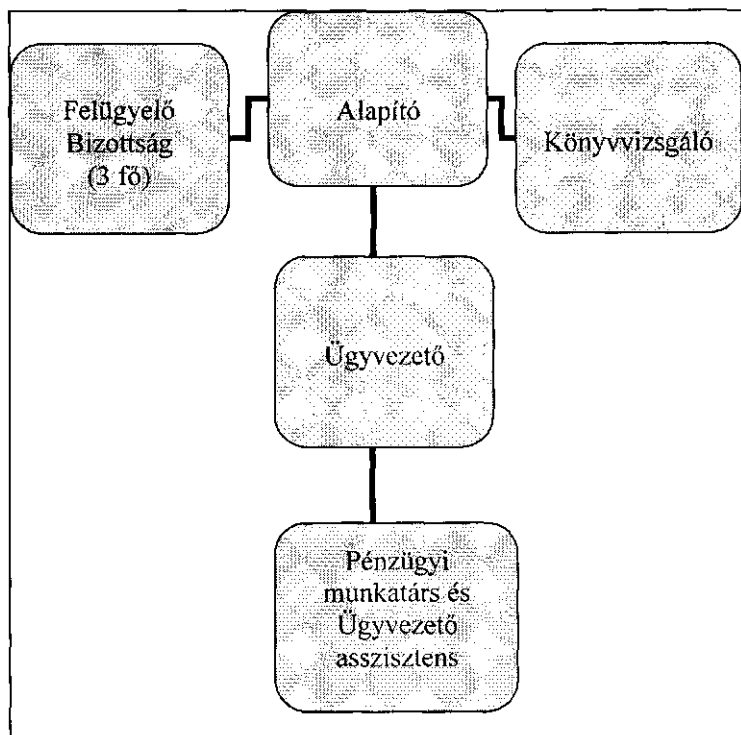 Felügyelő
Bizottság
(3 fő)
Alapító
Könyvvizsgáló
Ügyvezető
Pénzügyi
munkatárs és
Ügyvezető
asszisztens